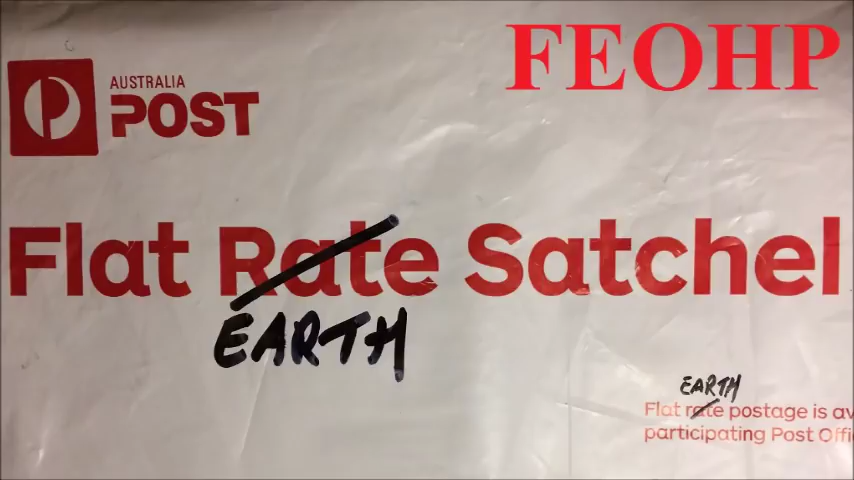 FEOHP
AUSTRALIA
POST
Flat Rate Satchel
EARTH
EARTH
Flat rate postage is av
participating Post Offi